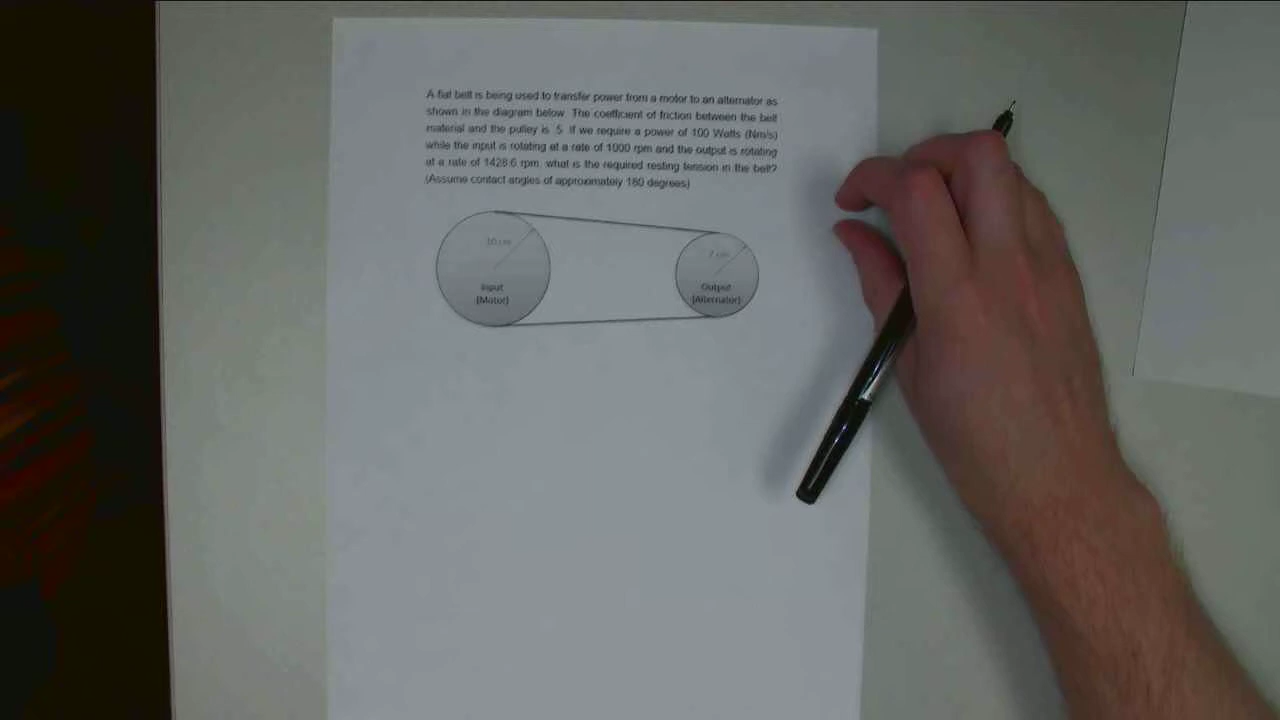 A flat belt is being used to transfer power from a motor to an alternator as
shown in the diagram below. The coefficient of friction between the belt
material and the pulley is .5. If we require a power of 100 Watts (Nm/s)
while the input is rotating at a rate of 1000 rpm and the output is rotating
at a rate of 1428.6 rpm, what is the required resting tension in the belt?
(Assume contact angles of approximately 180 degrees)
10 cm
7 cm
Input
(Motor)
Output
(Alternator)